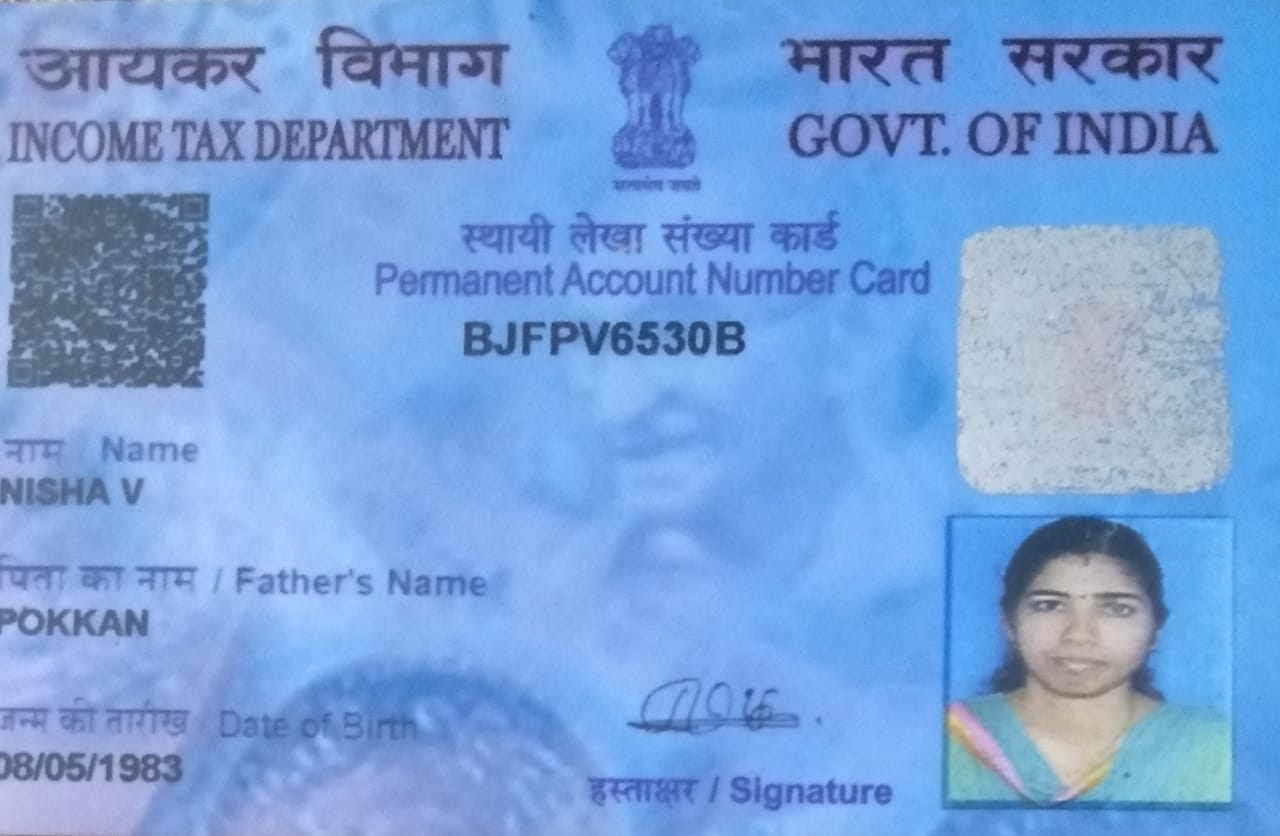 आयकर विभाग
INCOME TAX DEPARTMENT
सत्यमेव जयते
भारत सरकार
GOVT. OF INDIA
स्थायी लेखा संख्या कार्ड
Permanent Account Number Card
BJFPV6530B
नाम / Name
NISHA V
पिता का नाम / Father's Name
POKKAN
जन्म की तारीख Date of Birth
08/05/1983
हस्ताक्षर / Signature